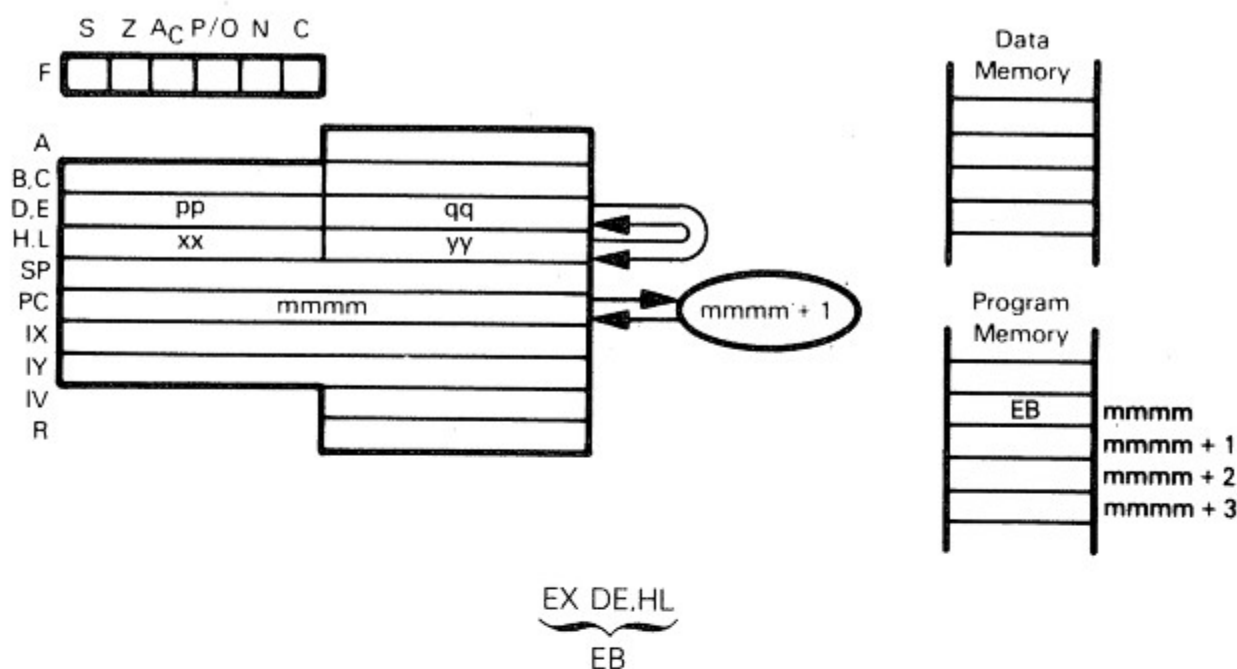 S Z AC P/O N C
F
A
B,C
D,E pp qq
H.L xx yy
SP
PC mmmm mmmm + 1
IX
IY
IV
R
Data
Memory
Program
Memory
EB mmmm
mmmm + 1
mmmm + 2
mmmm + 3
EX DE,HL
EB